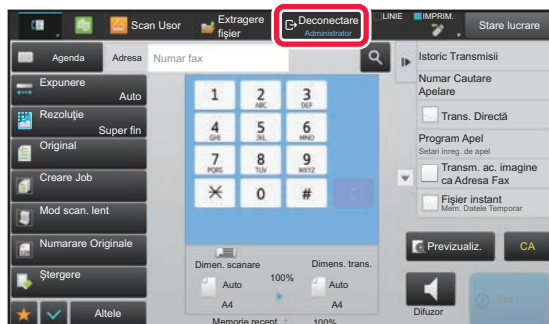 Scan Usor
Extragere
fișier
Deconectare
Administrator
LINIE
IMPRIM.
Stare lucrare
Agenda
Adresa
Numar fax
Istoric Transmisii
Expunere
Auto
Numar Cautare
Apelare
Rezoluție
Super fin
Trans. Directă
Original
Program Apel
Setari inreg. de apel
Creare Job
Transm. ac. imagine
ca Adresa Fax
Mod scan. lent
Fișier instant
Mem. Datele Temporar
Numarare Originale
Ștergere
Altele
1
2 ABC
3 DEF
4 GHI
5 JKL
6 MNO
7 PQRS
8 TUV
9 WXYZ
0
#
C
Dimen. scanare
Dimens. trans.
100%
Auto
Auto
A4
A4
Memorie recept.:
100%
Previzualiz.
CA
Difuzor
Start